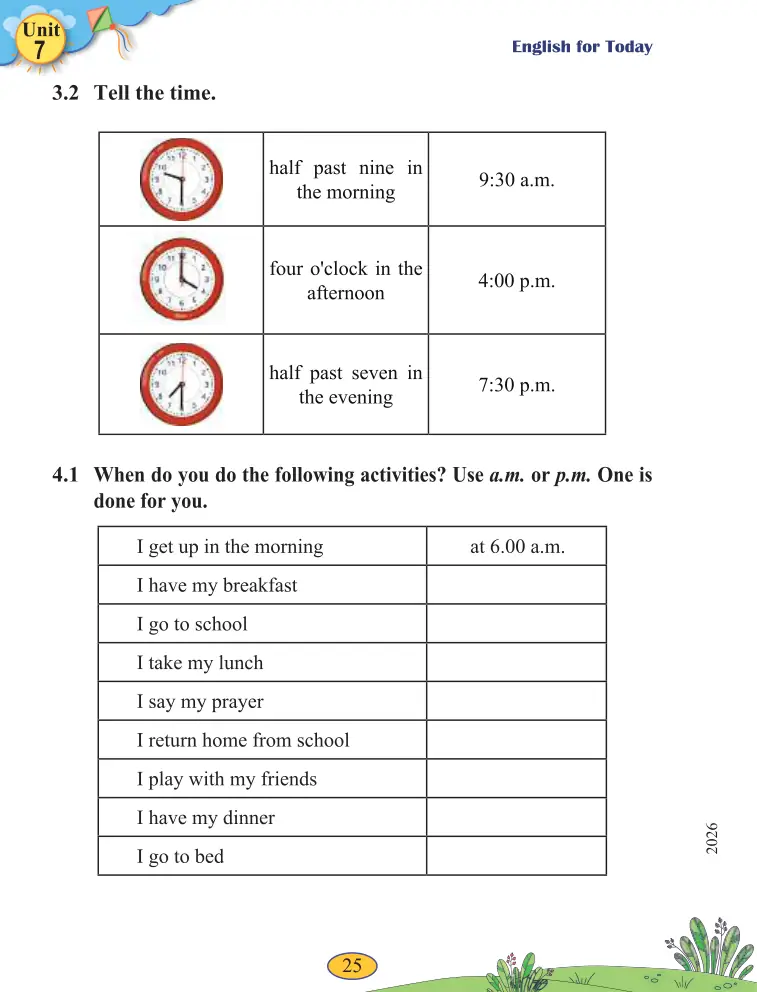 Unit
7
English for Today
3.2 Tell the time.
half past nine in
the morning
9:30 a.m.
four o'clock in the
afternoon
4:00 p.m.
half past seven in
the evening
7:30 p.m.
4.1 When do you do the following activities? Use a.m. or p.m. One is
done for you.
I get up in the morning
at 6.00 a.m.
I have my breakfast
I go to school
I take my lunch
I say my prayer
I return home from school
I play with my friends
I have my dinner
I go to bed
2026
25